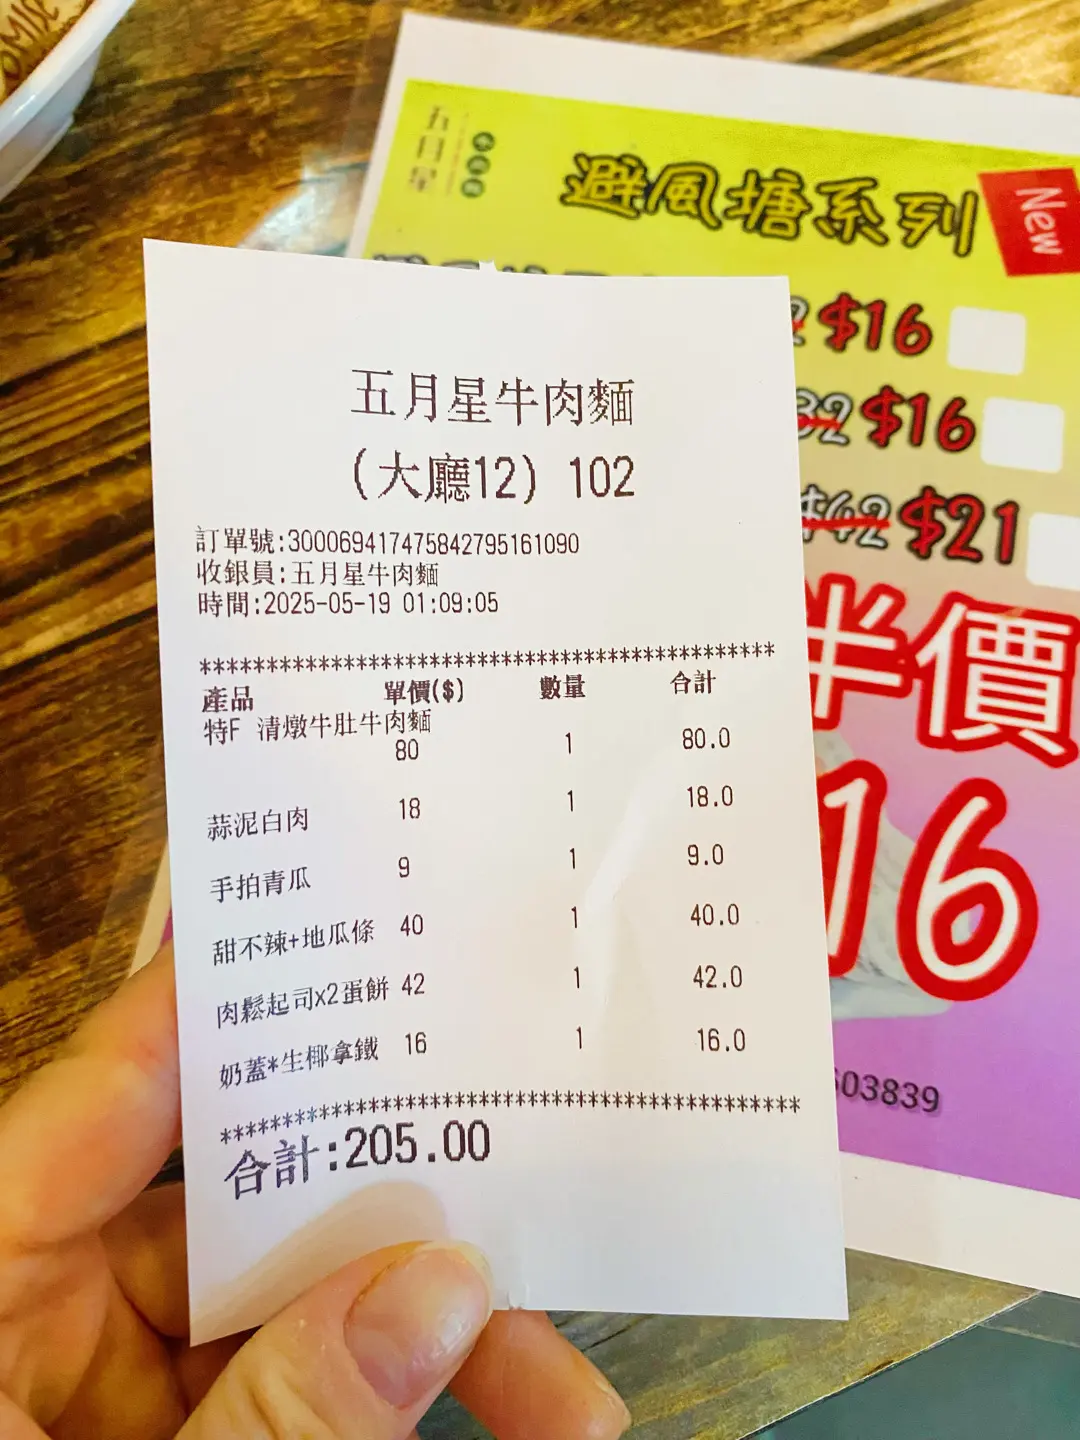 五月星牛肉麵
(大廳12) 102
訂單號:300069417475842795161090
收銀員:五月星牛肉麵
時間:2025-05-19 01:09:05
************************************************
產品 單價($) 數量 合計
特F 清燉牛肚牛肉麵
80 1 80.0
蒜泥白肉 18 1 18.0
手拍青瓜 9 1 9.0
甜不辣+地瓜條 40 1 40.0
肉鬆起司x2蛋餅 42 1 42.0
奶蓋*生椰拿鐵 16 1 16.0
************************************************
合計:205.00
五月星
避風塘系列
New
$16
32 $16
$42 $21
半價
16
603839